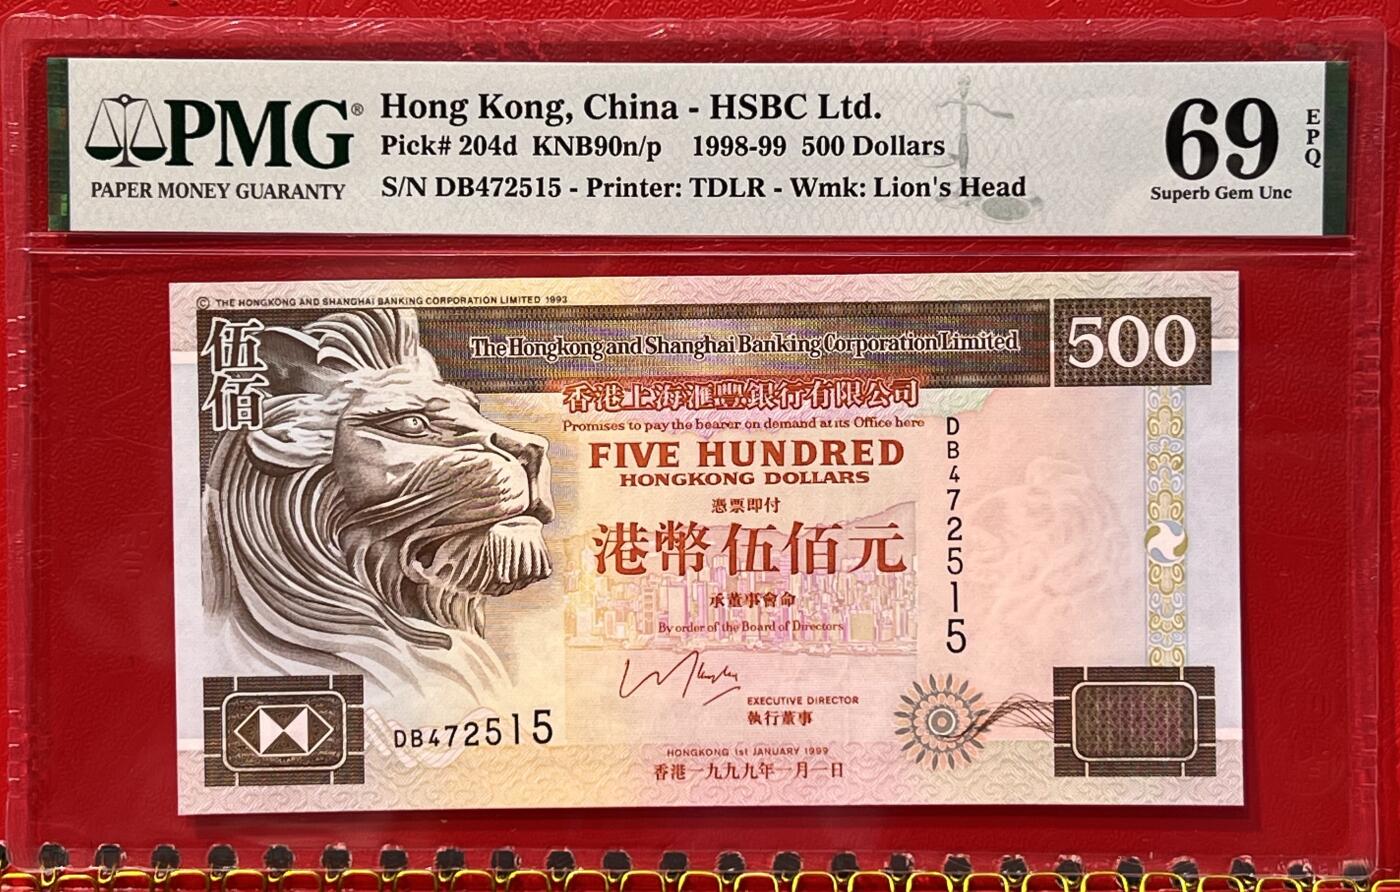 PMG®
PAPER MONEY GUARANTY
Hong Kong, China - HSBC Ltd.
Pick# 204d KNB90n/p 1998-99 500 Dollars
S/N DB472515 - Printer: TDLR - Wmk: Lion's Head
69
EPQ
Superb Gem Unc
© THE HONGKONG AND SHANGHAI BANKING CORPORATION LIMITED 1993
伍佰
The Hongkong and Shanghai Banking Corporation Limited
500
香港上海滙豐銀行有限公司
Promises to pay the bearer on demand at its Office here
FIVE HUNDRED
HONGKONG DOLLARS
憑票即付
港幣伍佰元
承董事會命
By order of the Board of Directors
DB472515
EXECUTIVE DIRECTOR
執行董事
DB472515
HONGKONG 1st JANUARY 1999
香港一九九九年一月一日